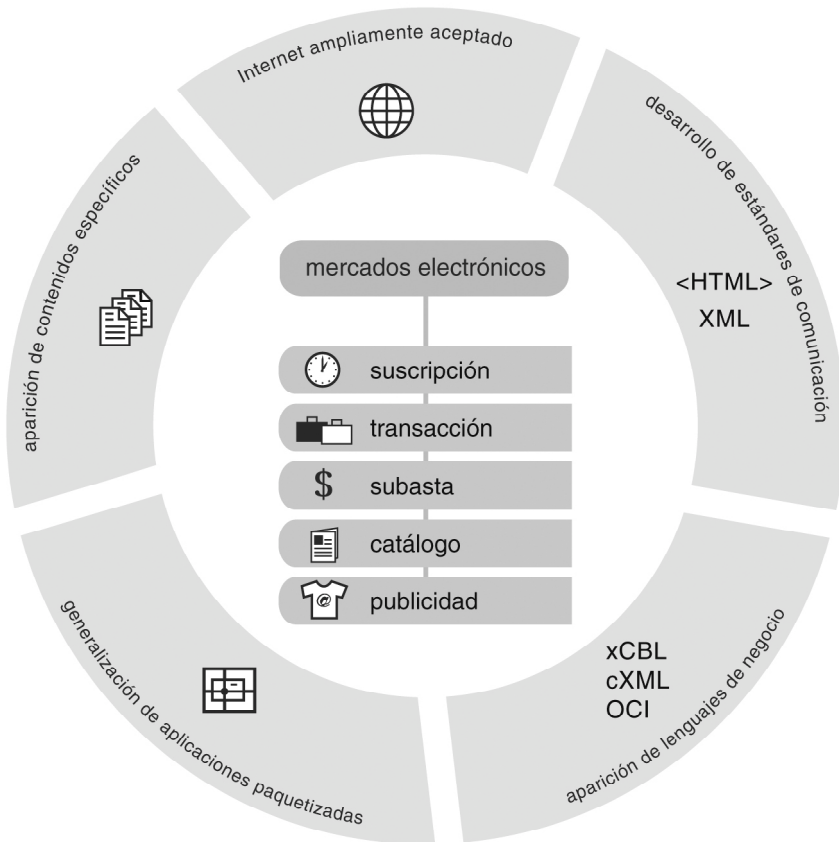 Internet ampliamente aceptado
desarrollo de estándares de comunicación
<HTML>
XML
aparición de contenidos específicos
mercados electrónicos
suscripción
transacción
$ subasta
catálogo
@ publicidad
generalización de aplicaciones paquetizadas
xCBL
cXML
OCI
aparición de lenguajes de negocio